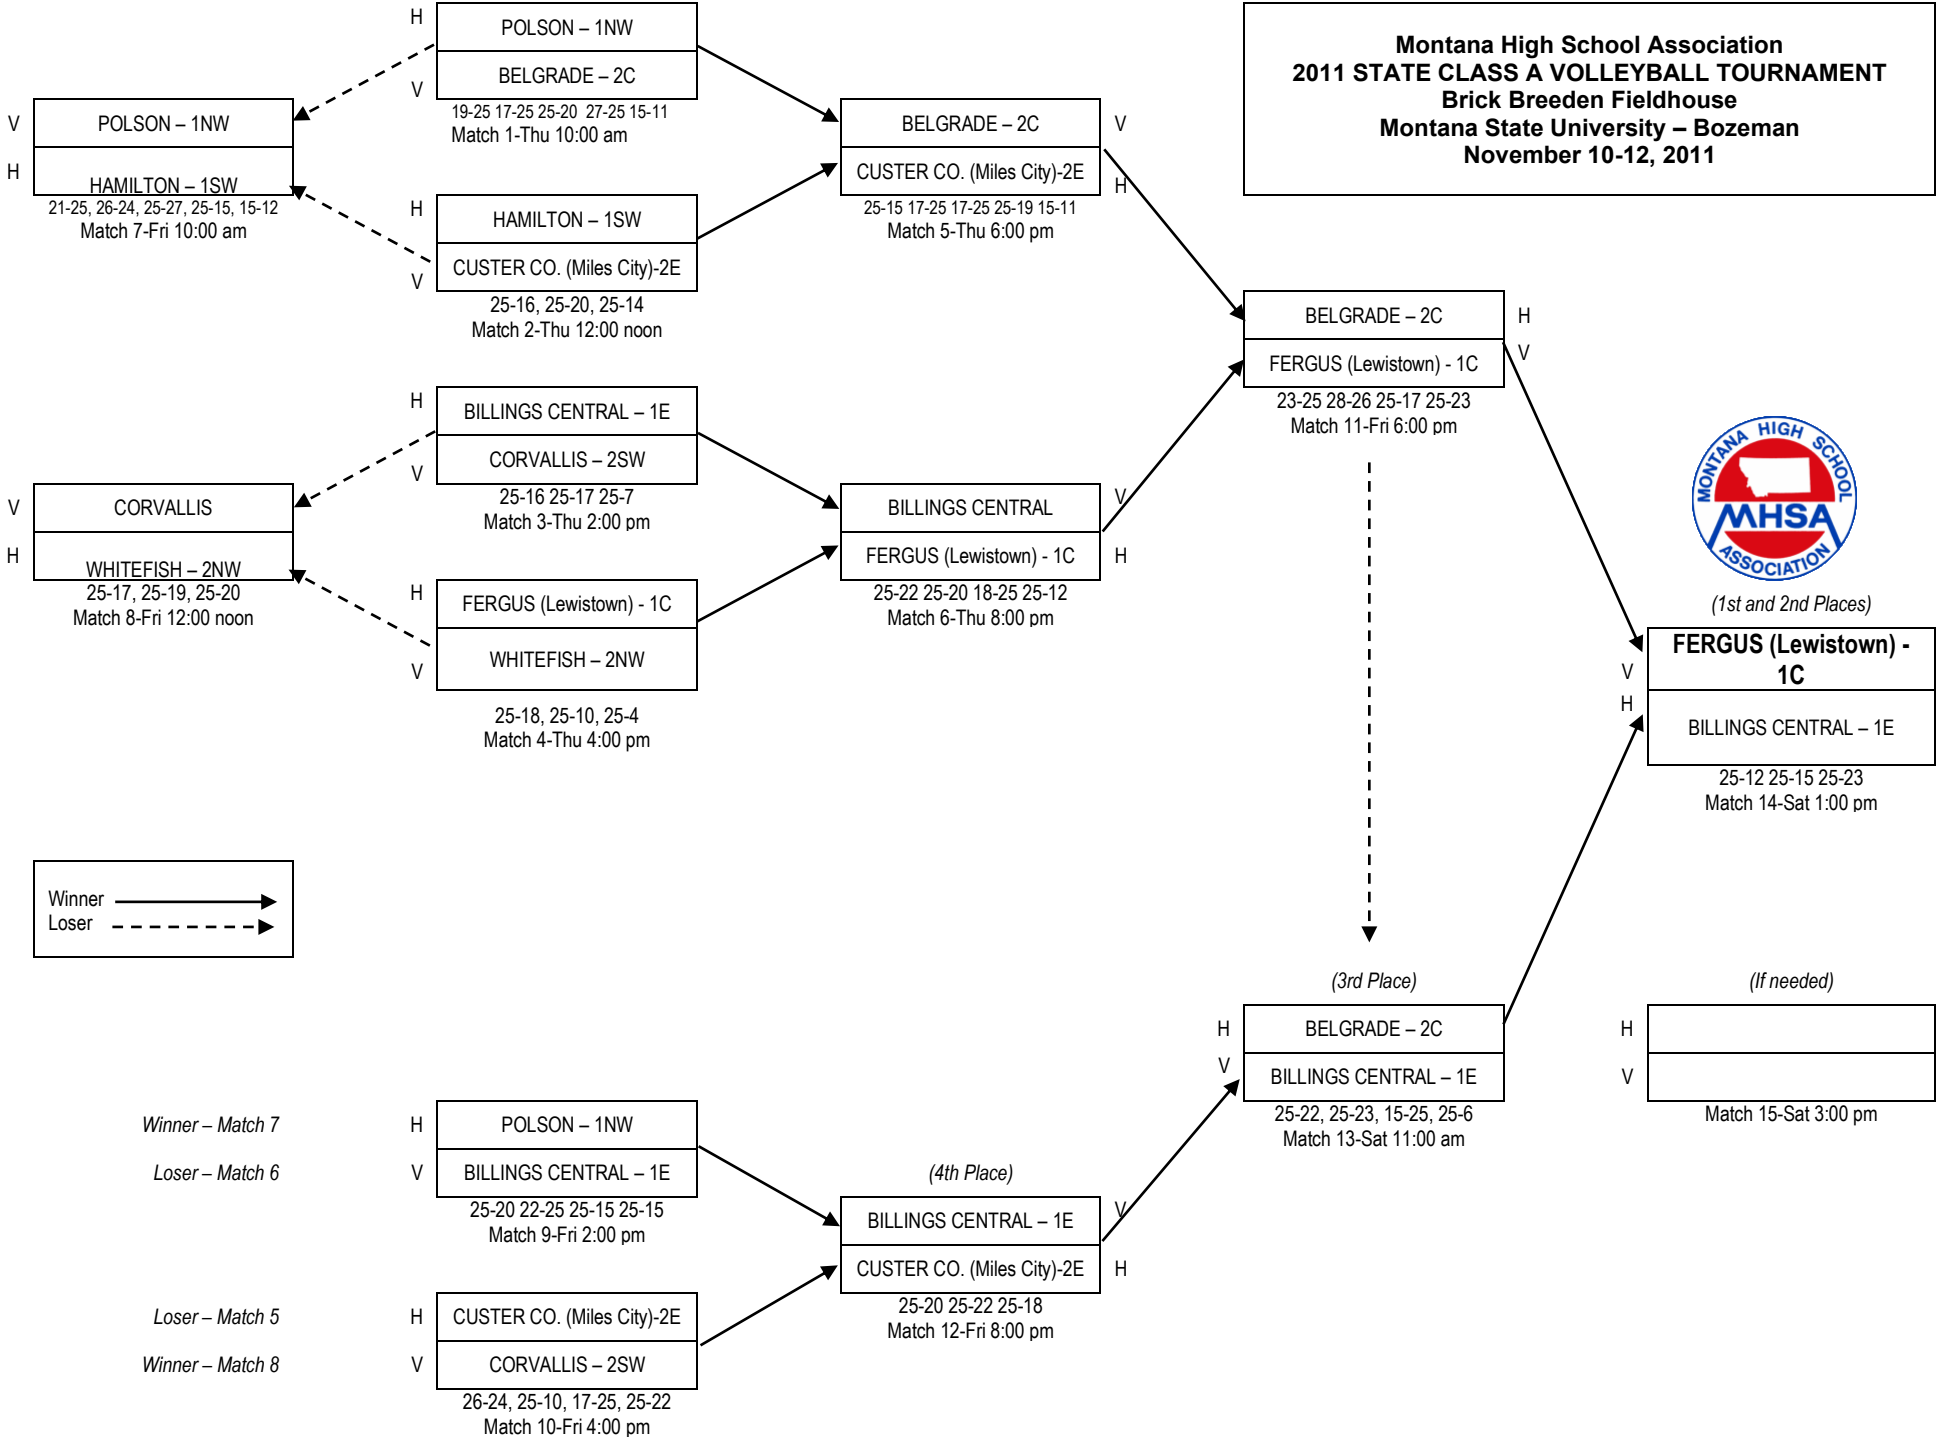 Montana High School Association
2011 STATE CLASS A VOLLEYBALL TOURNAMENT
Brick Breeden Fieldhouse
Montana State University – Bozeman
November 10-12, 2011
H
POLSON – 1NW
BELGRADE – 2C
V
19-25 17-25 25-20 27-25 15-11
Match 1-Thu 10:00 am
V
POLSON – 1NW
H
HAMILTON – 1SW
21-25, 26-24, 25-27, 25-15, 15-12
Match 7-Fri 10:00 am
H
HAMILTON – 1SW
CUSTER CO. (Miles City)-2E
V
25-16, 25-20, 25-14
Match 2-Thu 12:00 noon
BELGRADE – 2C
V
CUSTER CO. (Miles City)-2E
H
25-15 17-25 17-25 25-19 15-11
Match 5-Thu 6:00 pm
BELGRADE – 2C
H
V
FERGUS (Lewistown) - 1C
23-25 28-26 25-17 25-23
Match 11-Fri 6:00 pm
H
BILLINGS CENTRAL – 1E
CORVALLIS – 2SW
V
25-16 25-17 25-7
Match 3-Thu 2:00 pm
V
CORVALLIS
H
WHITEFISH – 2NW
25-17, 25-19, 25-20
Match 8-Fri 12:00 noon
H
FERGUS (Lewistown) - 1C
WHITEFISH – 2NW
V
25-18, 25-10, 25-4
Match 4-Thu 4:00 pm
BILLINGS CENTRAL
V
FERGUS (Lewistown) - 1C
H
25-22 25-20 18-25 25-12
Match 6-Thu 8:00 pm
MONTANA HIGH SCHOOL
MHSA
ASSOCIATION
(1st and 2nd Places)
FERGUS (Lewistown) -
1C
V
H
BILLINGS CENTRAL – 1E
25-12 25-15 25-23
Match 14-Sat 1:00 pm
Winner
Loser
(3rd Place)
H
BELGRADE – 2C
V
BILLINGS CENTRAL – 1E
25-22, 25-23, 15-25, 25-6
Match 13-Sat 11:00 am
(If needed)
H
V
Match 15-Sat 3:00 pm
Winner – Match 7
H
POLSON – 1NW
Loser – Match 6
V
BILLINGS CENTRAL – 1E
25-20 22-25 25-15 25-15
Match 9-Fri 2:00 pm
(4th Place)
BILLINGS CENTRAL – 1E
V
CUSTER CO. (Miles City)-2E
H
25-20 25-22 25-18
Match 12-Fri 8:00 pm
Loser – Match 5
H
CUSTER CO. (Miles City)-2E
Winner – Match 8
V
CORVALLIS – 2SW
26-24, 25-10, 17-25, 25-22
Match 10-Fri 4:00 pm